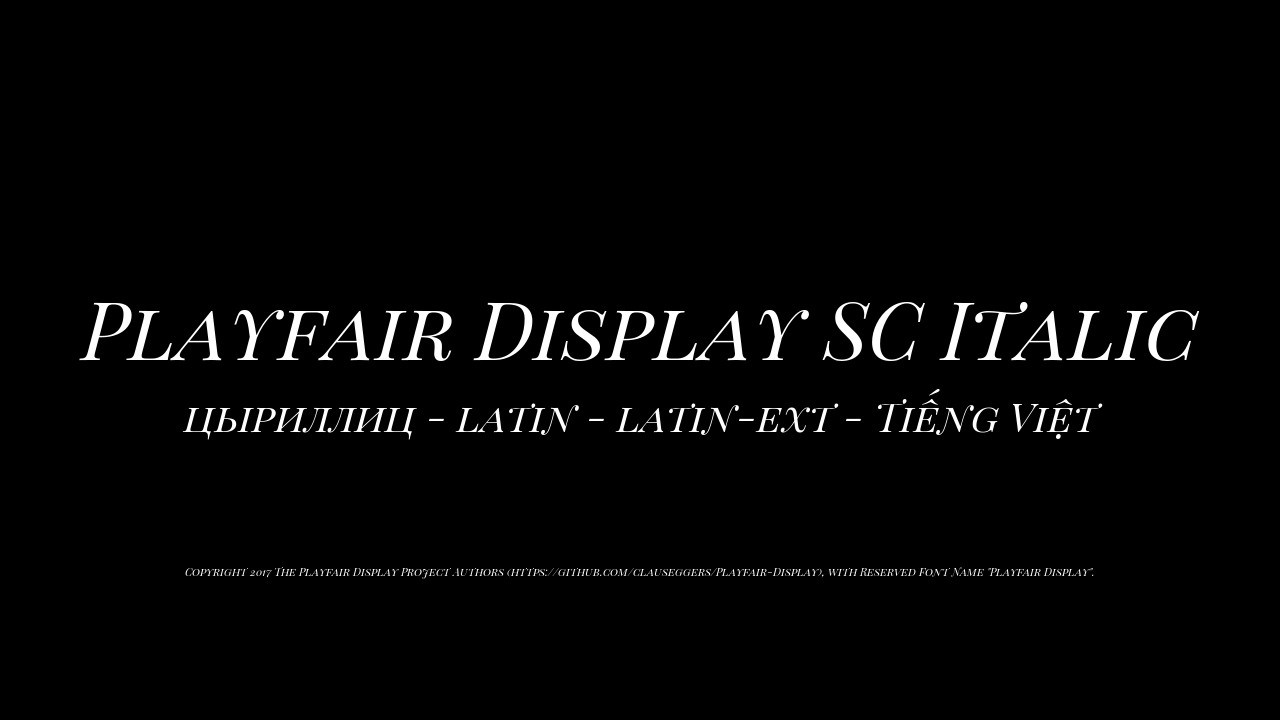 Playfair Display SC Italic
цыриллиц - latin - latin-ext - Tiếng Việt
Copyright 2017 The Playfair Display Project Authors (https://github.com/clauseggers/Playfair-Display), with Reserved Font Name "Playfair Display".